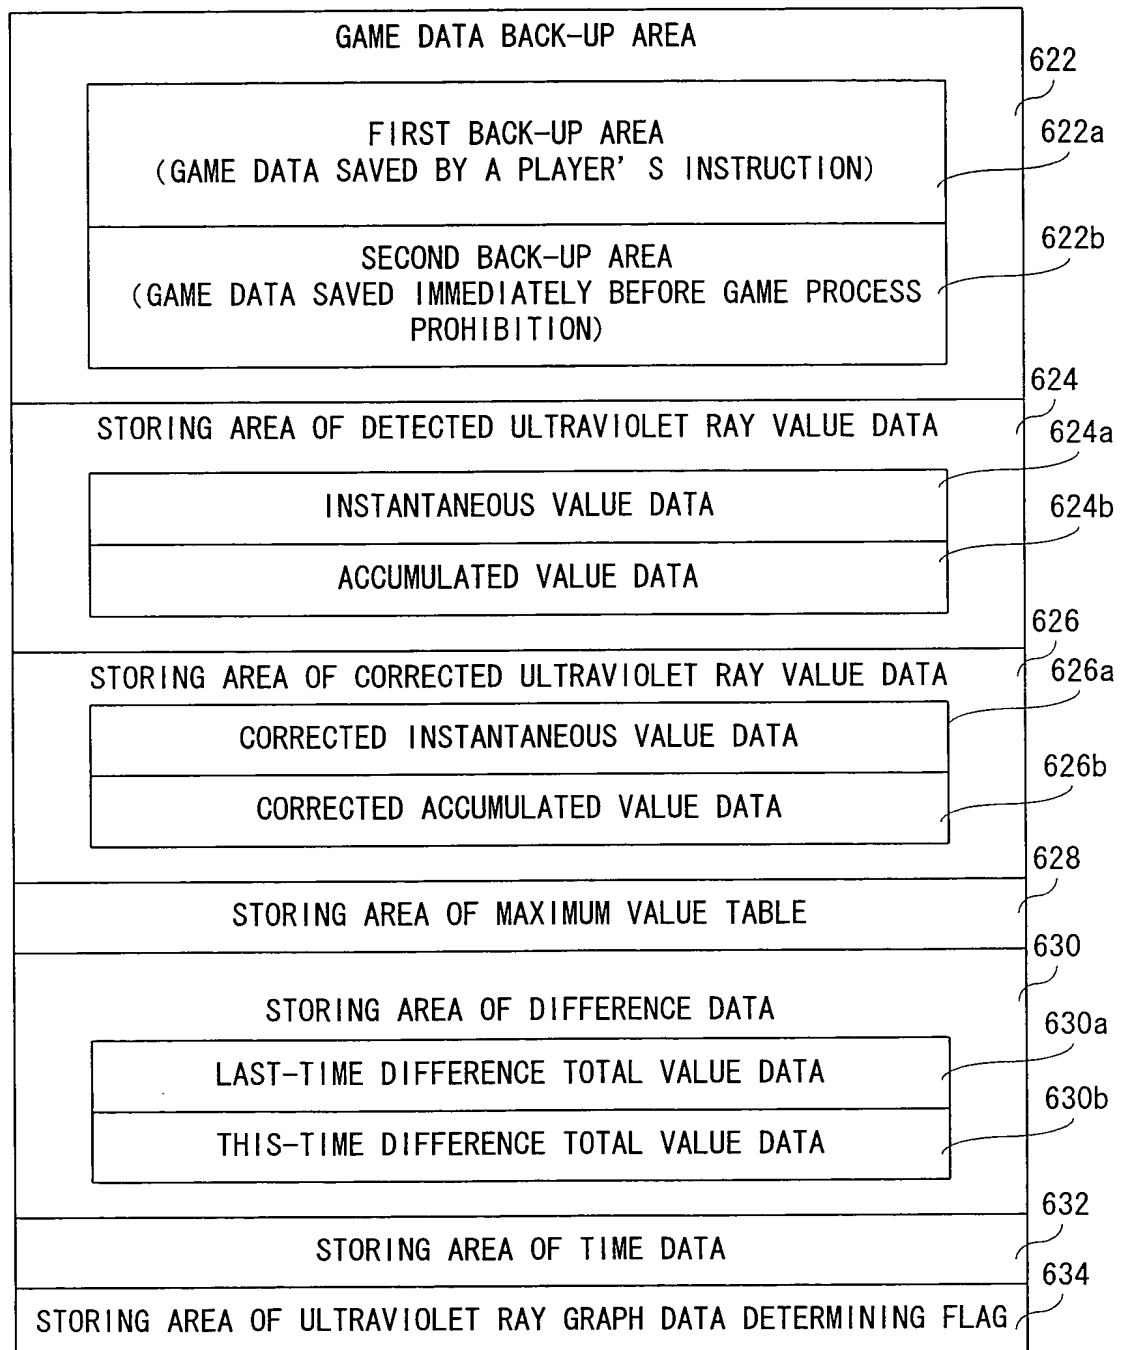 GAME DATA BACK-UP AREA
622
FIRST BACK-UP AREA
(GAME DATA SAVED BY A PLAYER'S INSTRUCTION)
622a
SECOND BACK-UP AREA
(GAME DATA SAVED IMMEDIATELY BEFORE GAME PROCESS
PROHIBITION)
622b
624
STORING AREA OF DETECTED ULTRAVIOLET RAY VALUE DATA
624a
INSTANTANEOUS VALUE DATA
624b
ACCUMULATED VALUE DATA
626
STORING AREA OF CORRECTED ULTRAVIOLET RAY VALUE DATA
626a
CORRECTED INSTANTANEOUS VALUE DATA
626b
CORRECTED ACCUMULATED VALUE DATA
628
STORING AREA OF MAXIMUM VALUE TABLE
630
STORING AREA OF DIFFERENCE DATA
630a
LAST-TIME DIFFERENCE TOTAL VALUE DATA
630b
THIS-TIME DIFFERENCE TOTAL VALUE DATA
632
STORING AREA OF TIME DATA
634
STORING AREA OF ULTRAVIOLET RAY GRAPH DATA DETERMINING FLAG